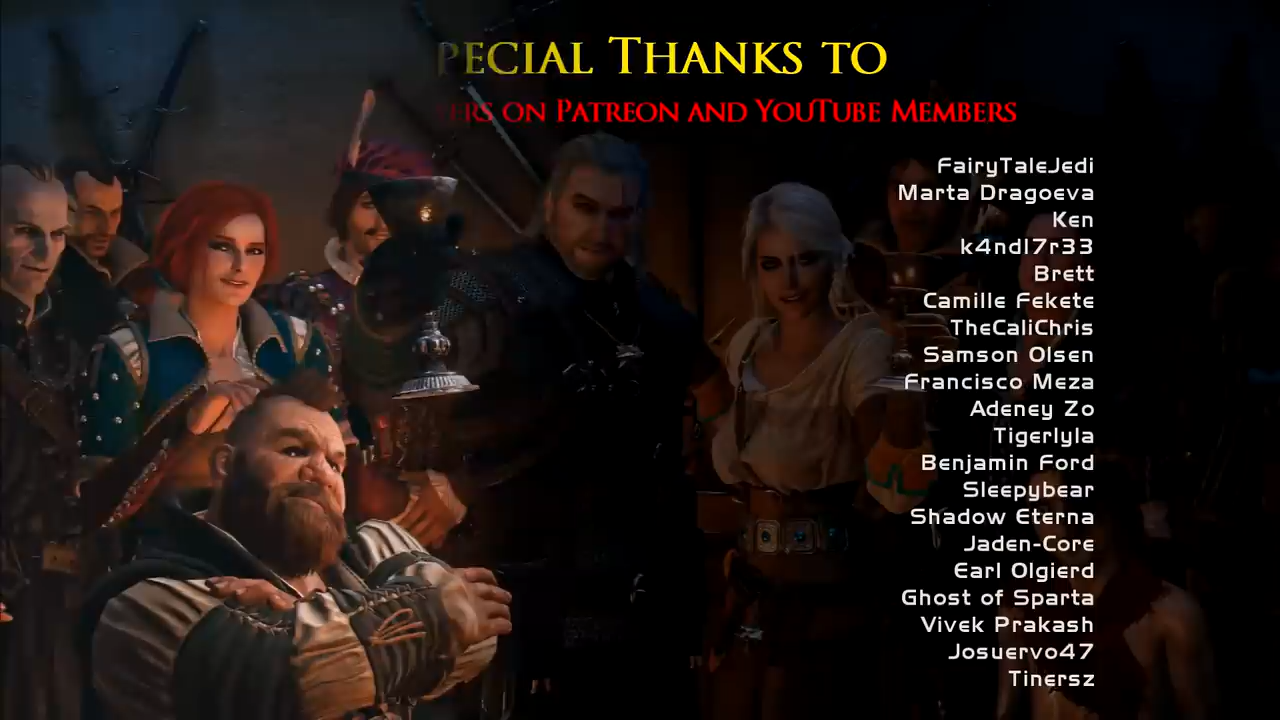 PECIAL THANKS TO
ERS ON PATREON AND YOUTUBE MEMBERS
FairyTaleJedi
Marta Dragoeva
Ken
k4ndl7r33
Brett
Camille Fekete
TheCaliChris
Samson Olsen
Francisco Meza
Adeney Zo
Tigerlyla
Benjamin Ford
Sleepybear
Shadow Eterna
Jaden-Core
Earl Olgierd
Ghost of Sparta
Vivek Prakash
Josuervo47
Tinersz